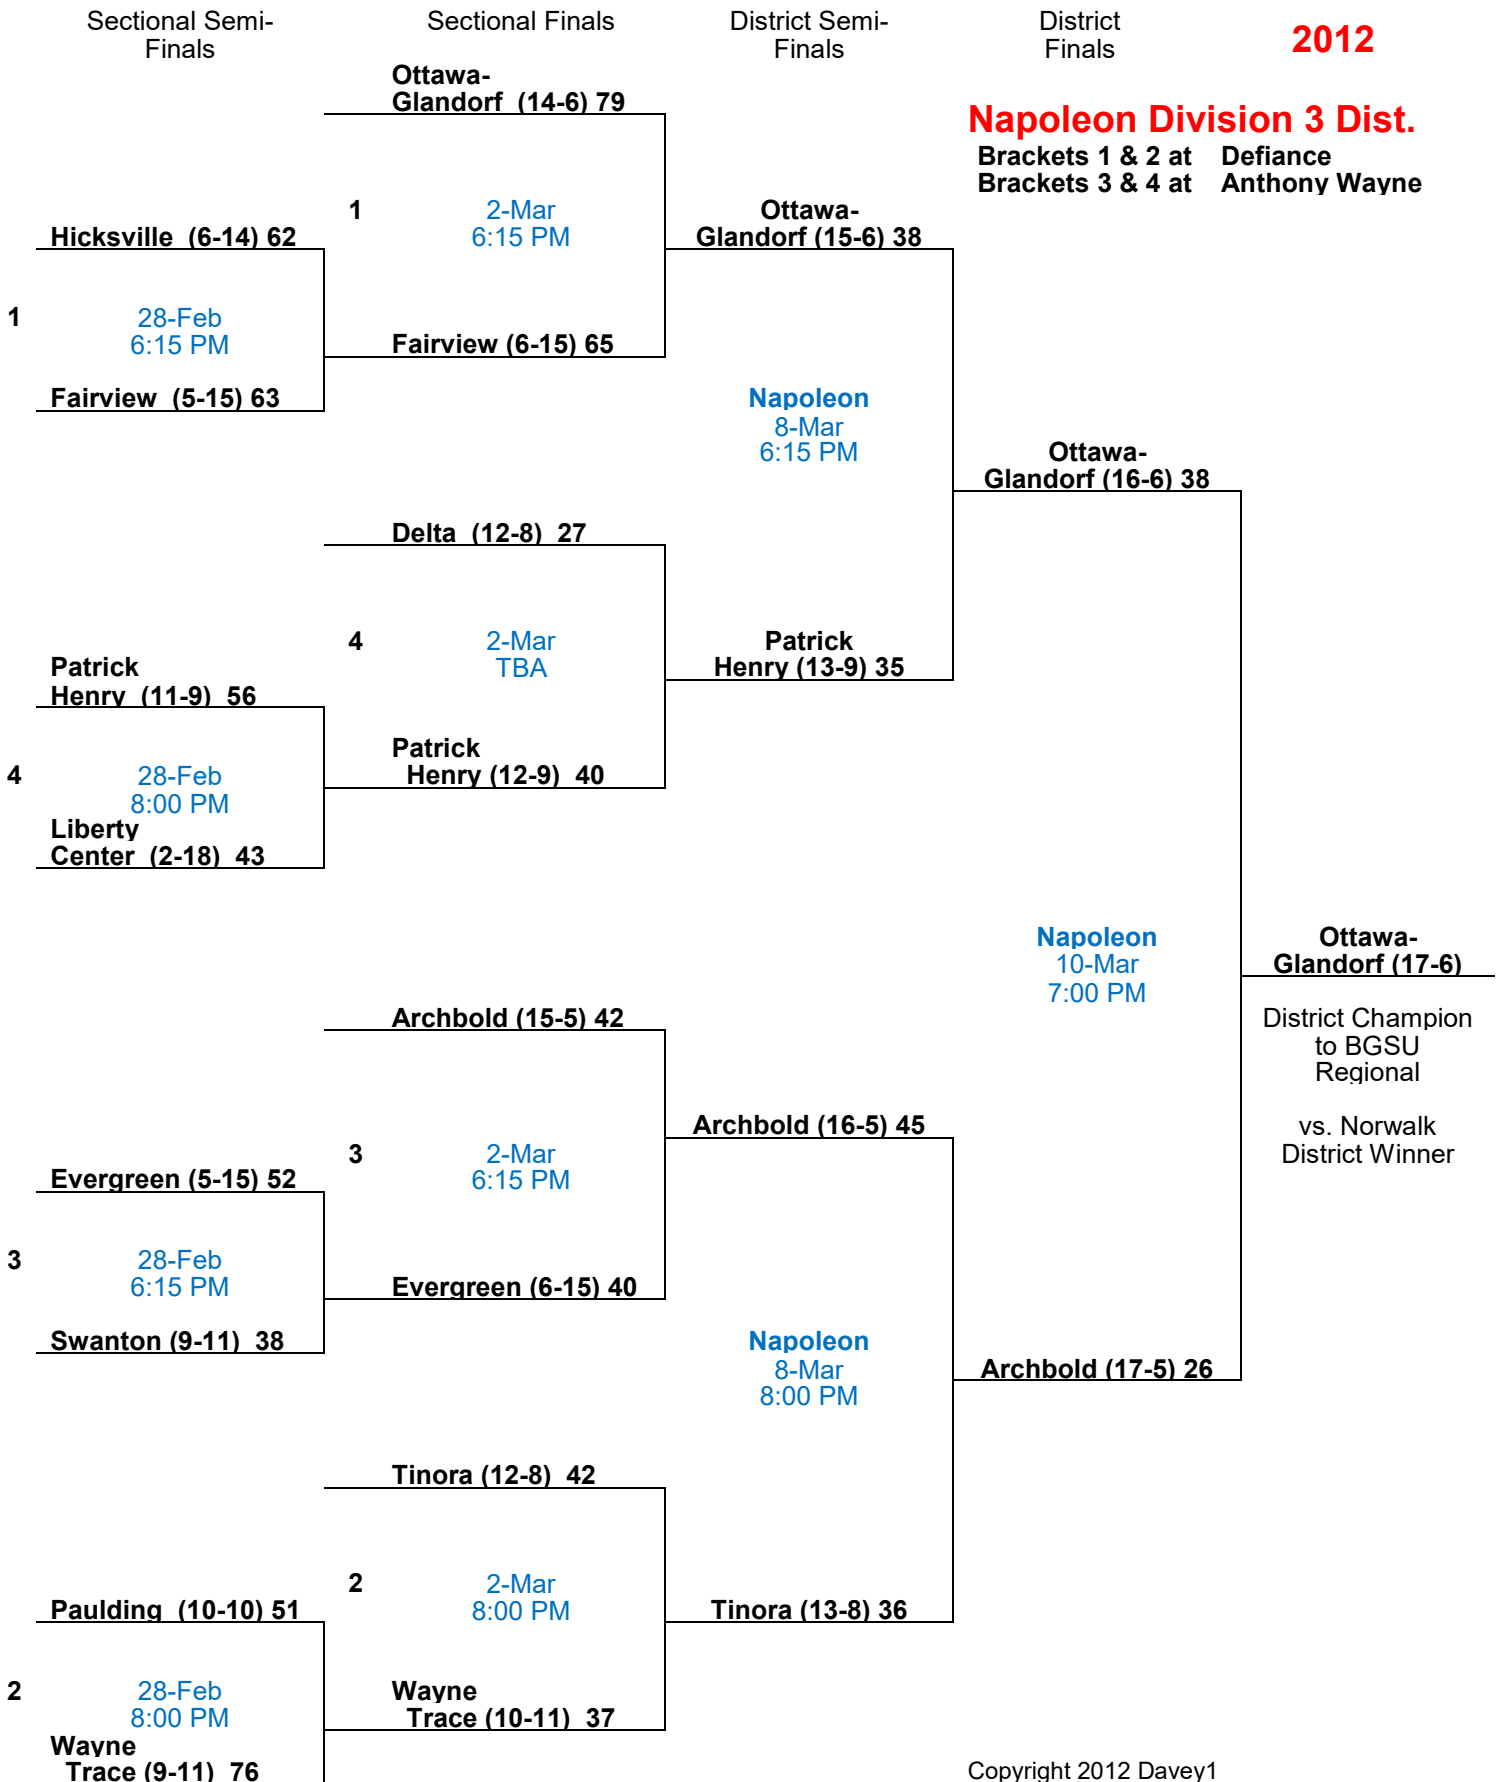 Sectional Semi-
Finals
Sectional Finals
District Semi-
Finals
District
Finals
2012
Napoleon Division 3 Dist.
Brackets 1 & 2 at Defiance
Brackets 3 & 4 at Anthony Wayne
Ottawa-
Glandorf (14-6) 79
1 2-Mar
6:15 PM
Hicksville (6-14) 62
Ottawa-
Glandorf (15-6) 38
1 28-Feb
6:15 PM
Fairview (6-15) 65
Fairview (5-15) 63
Napoleon
8-Mar
6:15 PM
Ottawa-
Glandorf (16-6) 38
Delta (12-8) 27
4 2-Mar
TBA
Patrick
Henry (13-9) 35
Patrick
Henry (11-9) 56
Patrick
Henry (12-9) 40
4 28-Feb
8:00 PM
Liberty
Center (2-18) 43
Napoleon
10-Mar
7:00 PM
Ottawa-
Glandorf (17-6)
District Champion
to BGSU
Regional
vs. Norwalk
District Winner
Archbold (15-5) 42
Archbold (16-5) 45
3 2-Mar
6:15 PM
Evergreen (5-15) 52
3 28-Feb
6:15 PM
Evergreen (6-15) 40
Swanton (9-11) 38
Napoleon
8-Mar
8:00 PM
Archbold (17-5) 26
Tinora (12-8) 42
2 2-Mar
8:00 PM
Paulding (10-10) 51
Tinora (13-8) 36
2 28-Feb
8:00 PM
Wayne
Trace (10-11) 37
Wayne
Trace (9-11) 76
Copyright 2012 Davey1